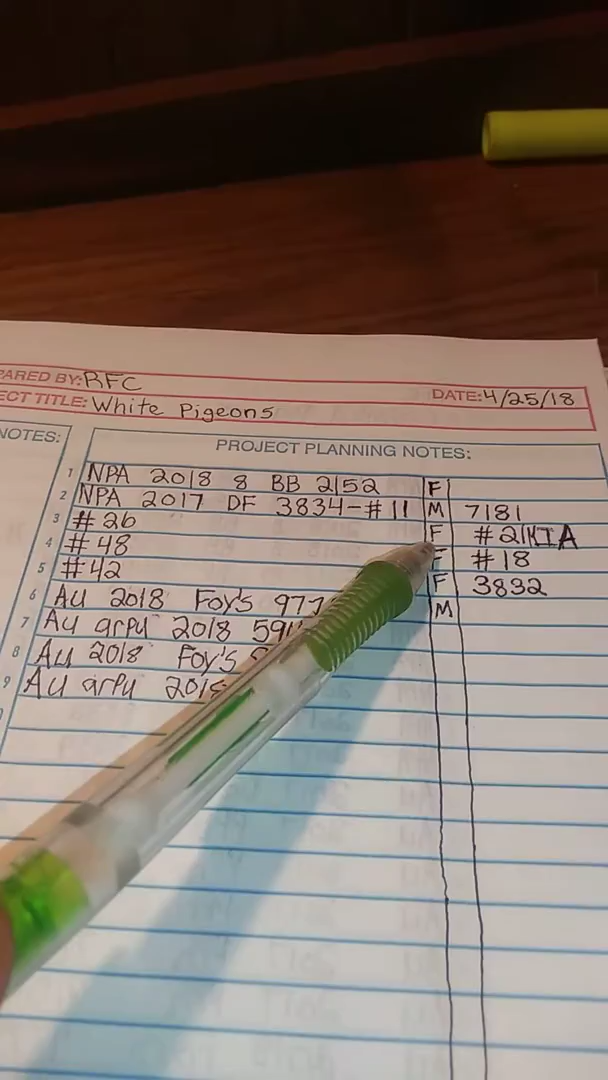 PARED BY: RFC
DATE: 4/25/18
ECT TITLE: White Pigeons
NOTES:
PROJECT PLANNING NOTES:
1 NPA 2018 8 BB 2152 F
2 NPA 2017 DF 3834-#11 M 7181
3 #26 F #21 KTA
4 #48 F #18
5 #42 F 3832
6 AU 2018 Foy's M
7 AU arpu 2018
8 AU 2018 Foy's
9 AU arpu